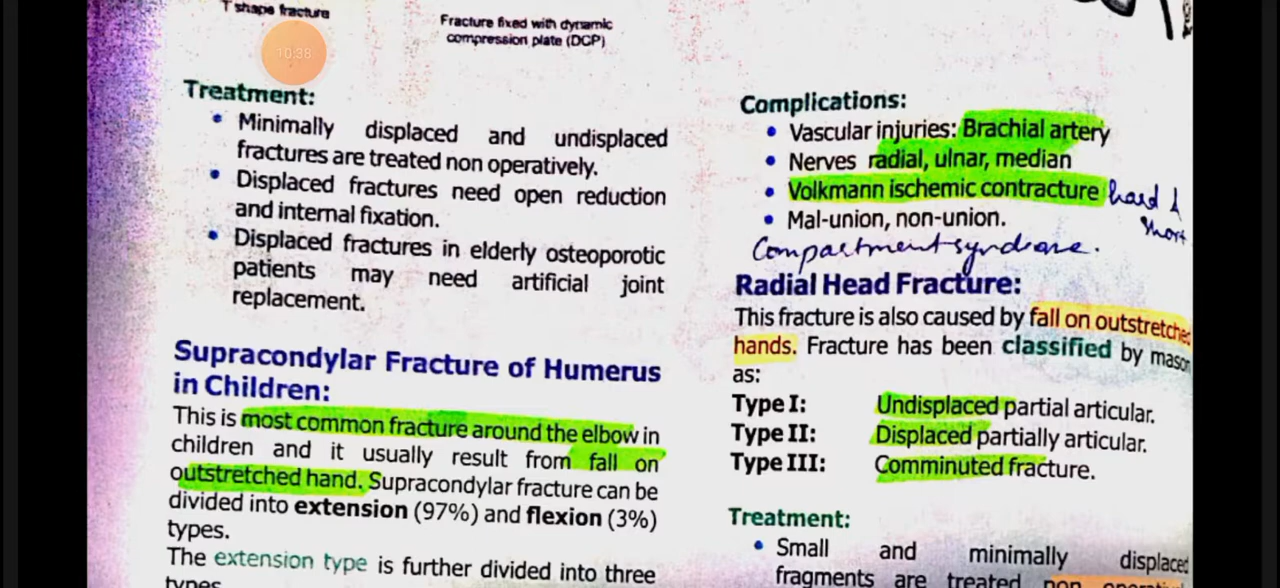 T shape fracture
Fracture fixed with dynamic
compression plate (DCP)
10:38
Treatment:
• Minimally displaced and undisplaced
fractures are treated non operatively.
• Displaced fractures need open reduction
and internal fixation.
• Displaced fractures in elderly osteoporotic
patients may need artificial joint
replacement.
Supracondylar Fracture of Humerus
in Children:
This is most common fracture around the elbow in
children and it usually result from fall on
outstretched hand. Supracondylar fracture can be
divided into extension (97%) and flexion (3%)
types.
The extension type is further divided into three
types
Complications:
• Vascular injuries: Brachial artery
• Nerves radial, ulnar, median
• Volkmann ischemic contracture hard &
short
• Mal-union, non-union.
Compartment syndrome.
Radial Head Fracture:
This fracture is also caused by fall on outstretched
hands. Fracture has been classified by mason
as:
Type I: Undisplaced partial articular.
Type II: Displaced partially articular.
Type III: Comminuted fracture.
Treatment:
• Small and minimally displaced
fragments are treated non